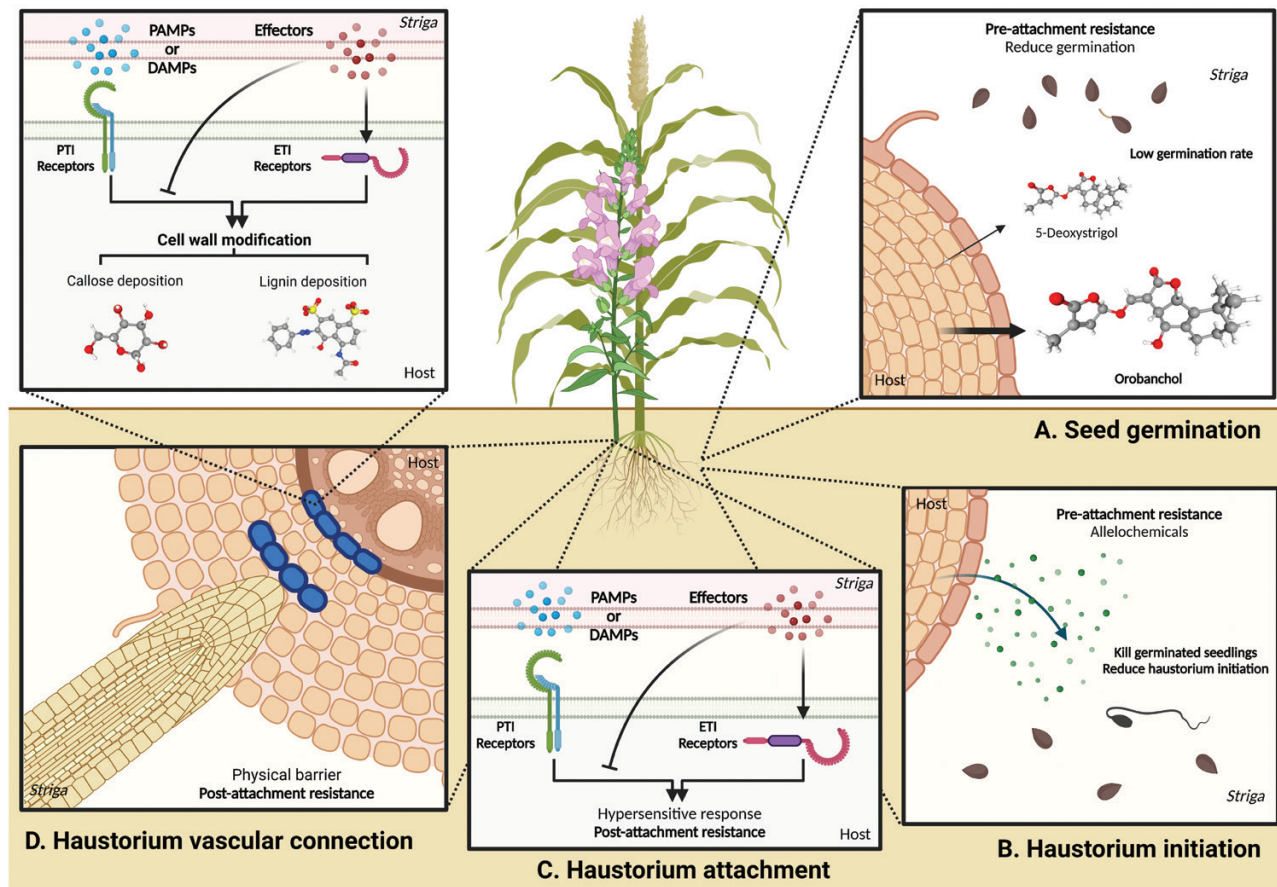 Striga
PAMPs
or
DAMPs
Effectors
PTI
Receptors
ETI
Receptors
Cell wall modification
Callose deposition
Lignin deposition
Host
Pre-attachment resistance
Reduce germination
Striga
Low germination rate
5-Deoxystrigol
Orobanchol
Host
A. Seed germination
Host
Physical barrier
Post-attachment resistance
Striga
D. Haustorium vascular connection
Striga
PAMPs
or
DAMPs
Effectors
PTI
Receptors
ETI
Receptors
Hypersensitive response
Post-attachment resistance
Host
C. Haustorium attachment
Host
Pre-attachment resistance
Allelochemicals
Kill germinated seedlings
Reduce haustorium initiation
Striga
B. Haustorium initiation